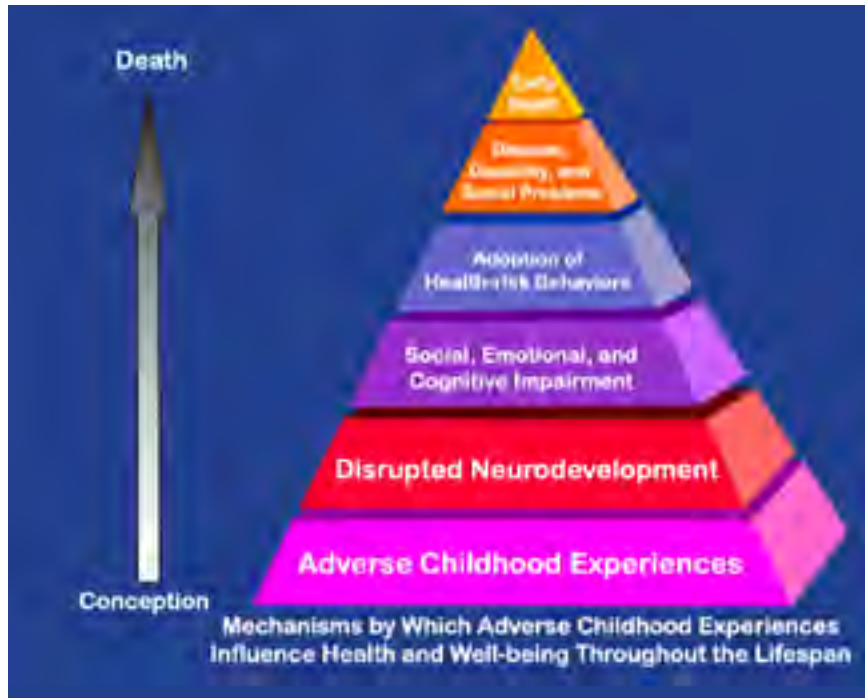 Death
Early
Death
Disease,
Disability, and
Social Problems
Adoption of
Health-risk Behaviors
Social, Emotional, and
Cognitive Impairment
Disrupted Neurodevelopment
Adverse Childhood Experiences
Conception
Mechanisms by Which Adverse Childhood Experiences
Influence Health and Well-being Throughout the Lifespan